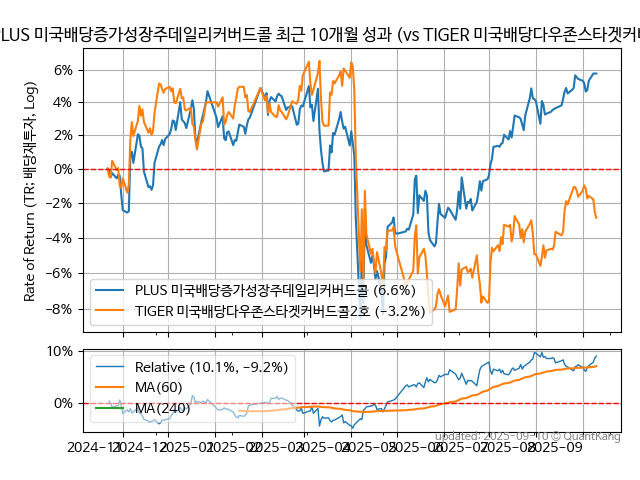 PLUS 미국배당증가성장주데일리커버드콜 최근 10개월 성과 (vs TIGER 미국배당다우존스타겟커버
Rate of Return (TR: 배당재투자, Log)
6%
4%
2%
0%
−2%
−4%
−6%
−8%
PLUS 미국배당증가성장주데일리커버드콜 (6.6%)
TIGER 미국배당다우존스타겟커버드콜2호 (−3.2%)
10%
0%
Relative (10.1%, −9.2%)
MA(60)
MA(240)
2024-11 2024-12 2025-01 2025-02 2025-03 2025-04 2025-05 2025-06 2025-07 2025-08 2025-09
updated: 2025-09-10 © QuantKang